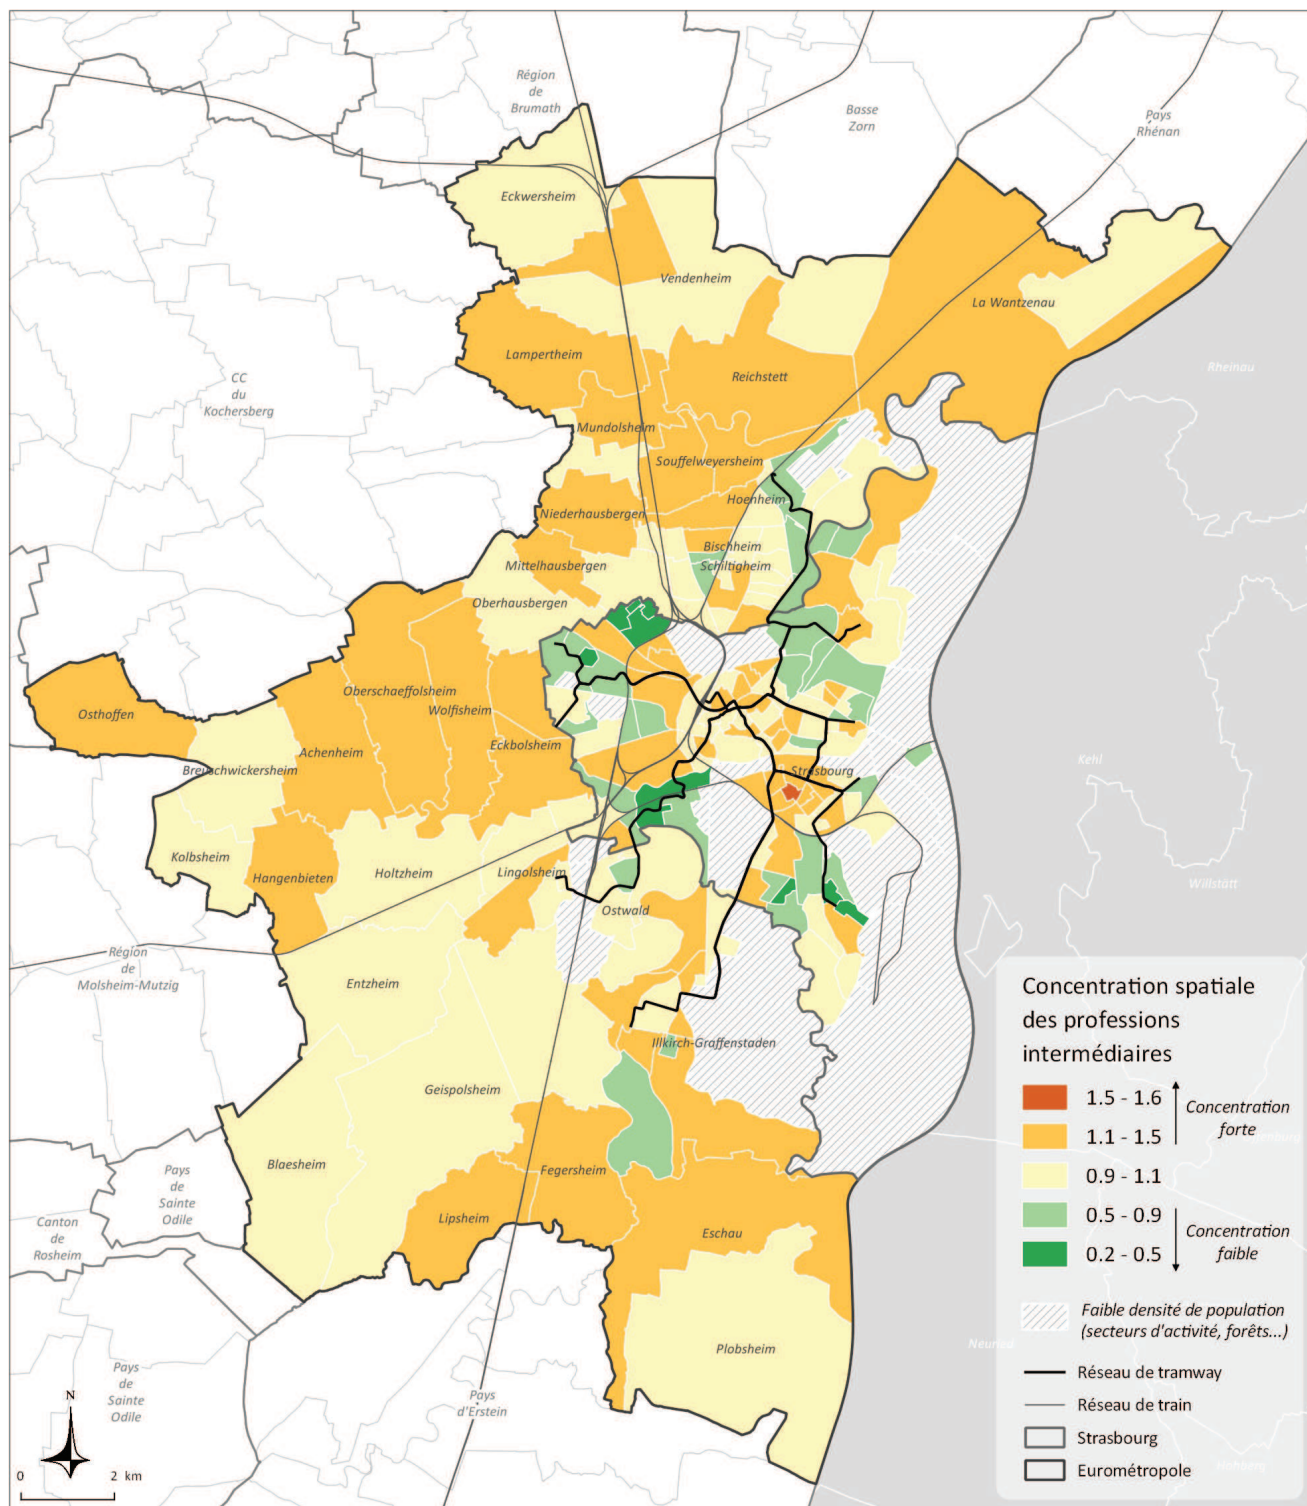 Région
de
Brumath
Basse
Zorn
Pays
Rhénan
Eckwersheim
Vendenheim
La Wantzenau
Lampertheim
Reichstett
Rheinau
CC
du
Kochersberg
Mundolsheim
Souffelweyersheim
Hoenheim
Niederhausbergen
Bischheim
Mittelhausbergen
Schiltigheim
Oberhausbergen
Oberschaeffolsheim
Osthoffen
Wolfisheim
Eckbolsheim
Achenheim
Breuschwickersheim
Strasbourg
Kehl
Kolbsheim
Hangenbieten
Holtzheim
Lingolsheim
Willstätt
Ostwald
Région
de
Molsheim-Mutzig
Entzheim
Illkirch-Graffenstaden
Geispolsheim
Blaesheim
Fegersheim
Pays
de
Sainte
Odile
Canton
de
Rosheim
Lipsheim
Eschau
Plobsheim
Neuried
Pays
de
Sainte
Odile
Pays
d'Erstein
N
0 2 km
Concentration spatiale
des professions
intermédiaires
1.5 - 1.6
1.1 - 1.5
0.9 - 1.1
0.5 - 0.9
0.2 - 0.5
Concentration
forte
Concentration
faible
Faible densité de population
(secteurs d'activité, forêts...)
Réseau de tramway
Réseau de train
Strasbourg
Eurométropole